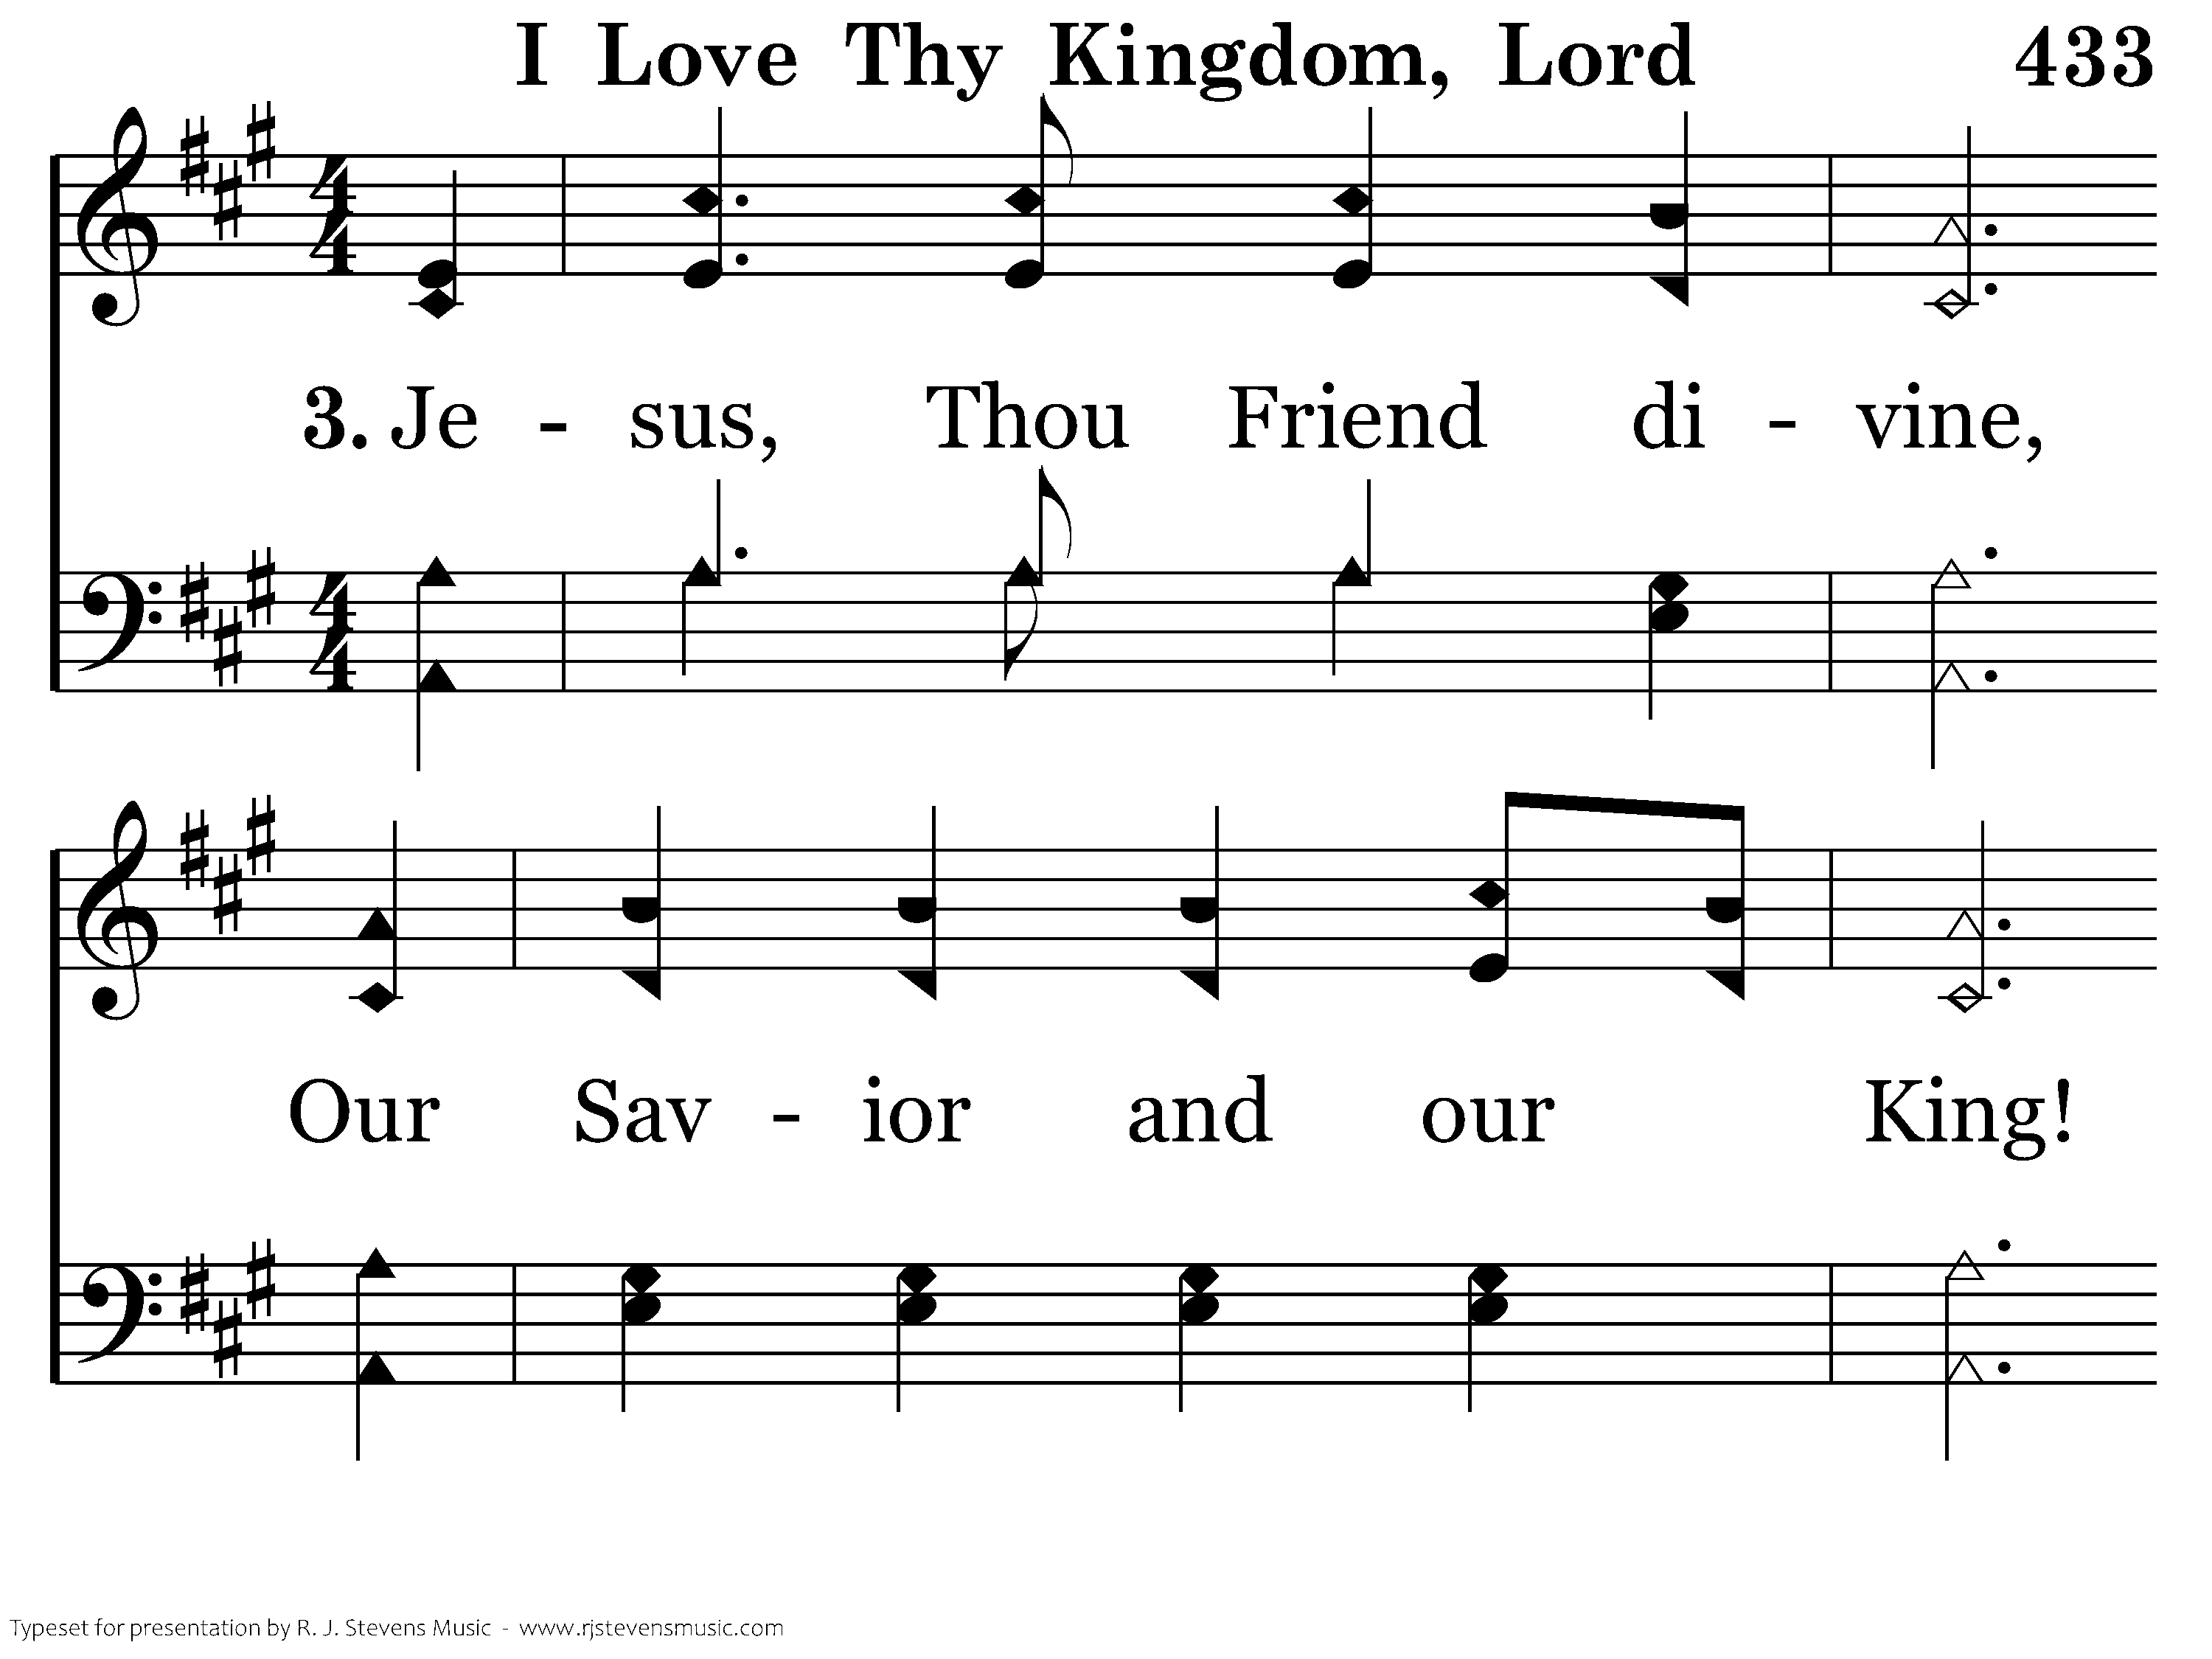 I Love Thy Kingdom, Lord 433
3. Je - sus, Thou Friend di - vine,
Our Sav - ior and our King!
Typeset for presentation by R. J. Stevens Music - www.rjstevensmusic.com